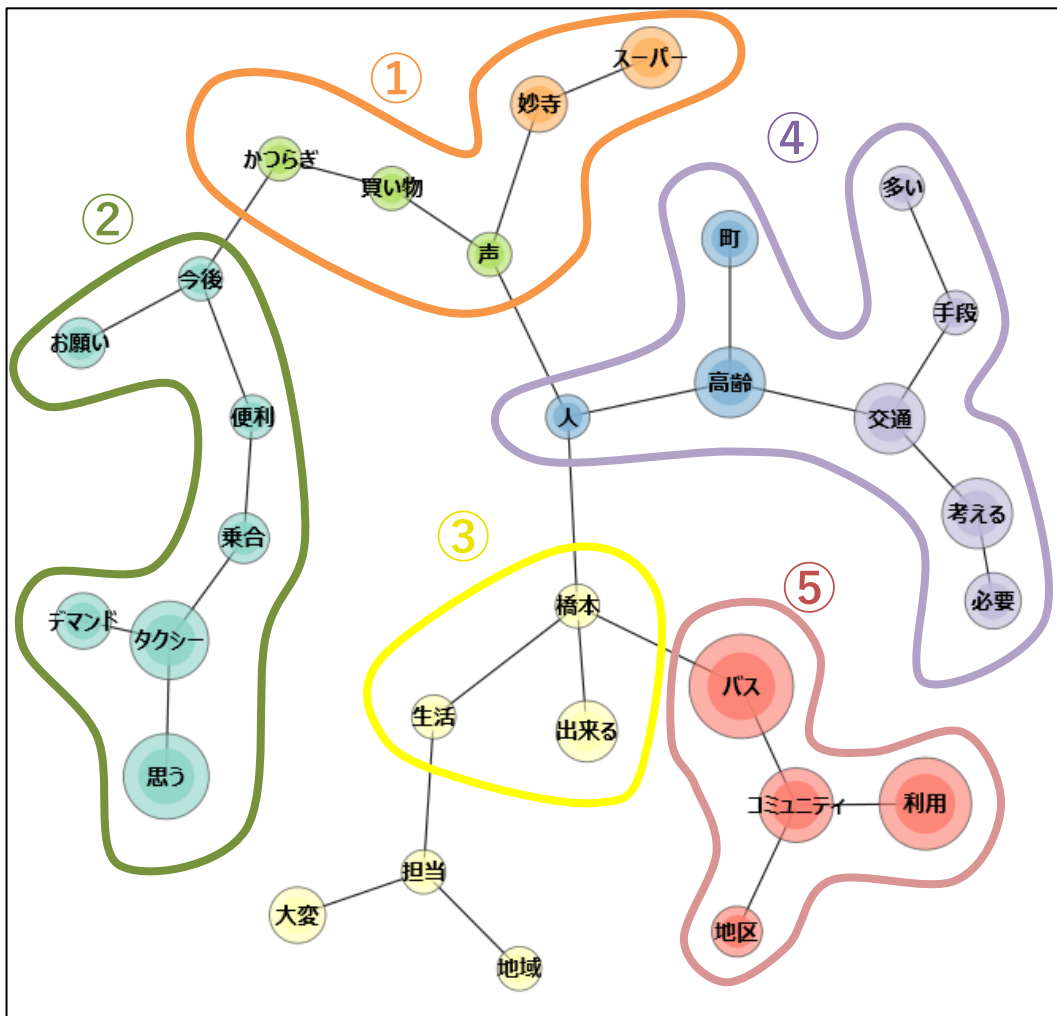 ①
スーパー
妙寺
かつらぎ
買い物
声
②
今後
お願い
便利
乗合
デマンド
タクシー
思う
④
多い
町
手段
高齢
人
交通
考える
必要
③
橋本
生活
出来る
担当
大変
地域
⑤
バス
コミュニティ
利用
地区